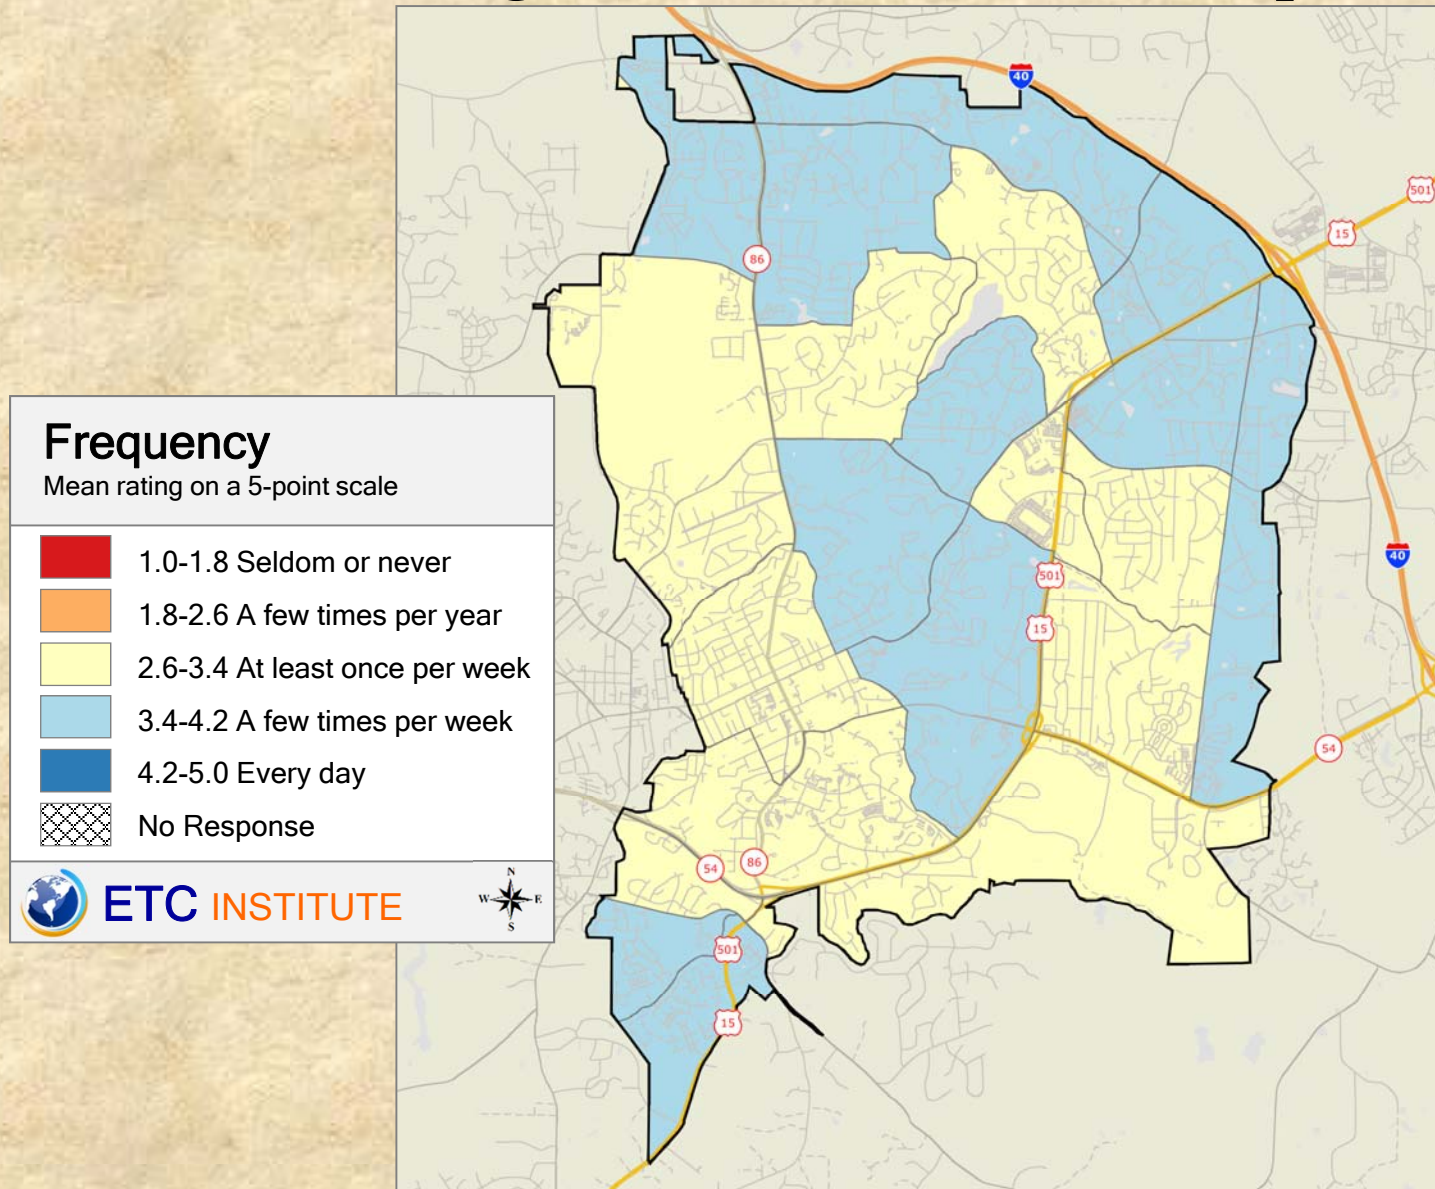 Frequency
Mean rating on a 5-point scale
1.0-1.8 Seldom or never
1.8-2.6 A few times per year
2.6-3.4 At least once per week
3.4-4.2 A few times per week
4.2-5.0 Every day
No Response
ETC INSTITUTE
N
W E
S
40
501
15
86
40
501
15
54
54
86
501
15